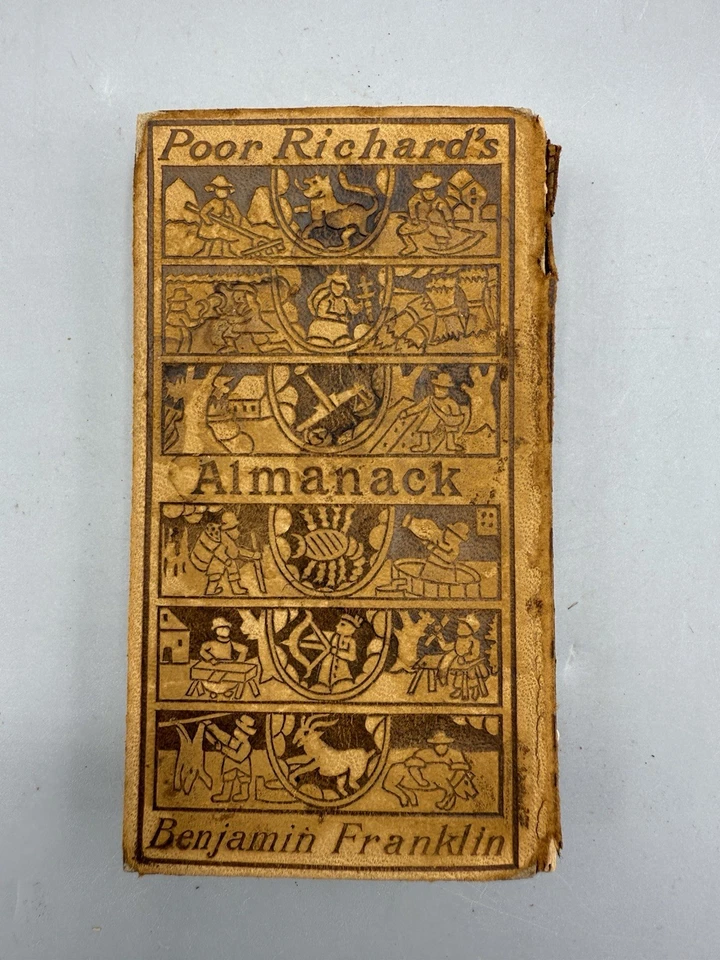 Poor Richard's
Almanack
Benjamin Franklin